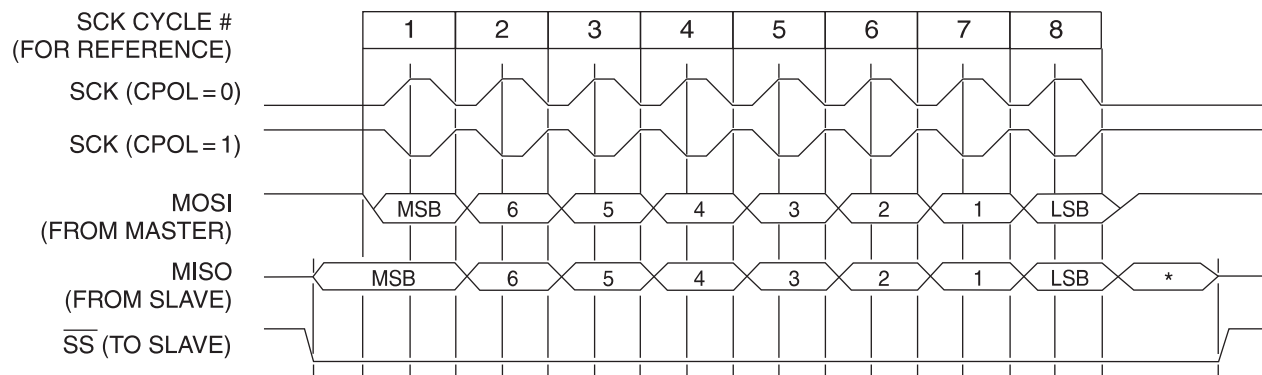 SCK CYCLE #
(FOR REFERENCE)
1 2 3 4 5 6 7 8
SCK (CPOL = 0)
SCK (CPOL = 1)
MOSI
(FROM MASTER)
MSB 6 5 4 3 2 1 LSB
MISO
(FROM SLAVE)
MSB 6 5 4 3 2 1 LSB *
SS (TO SLAVE)